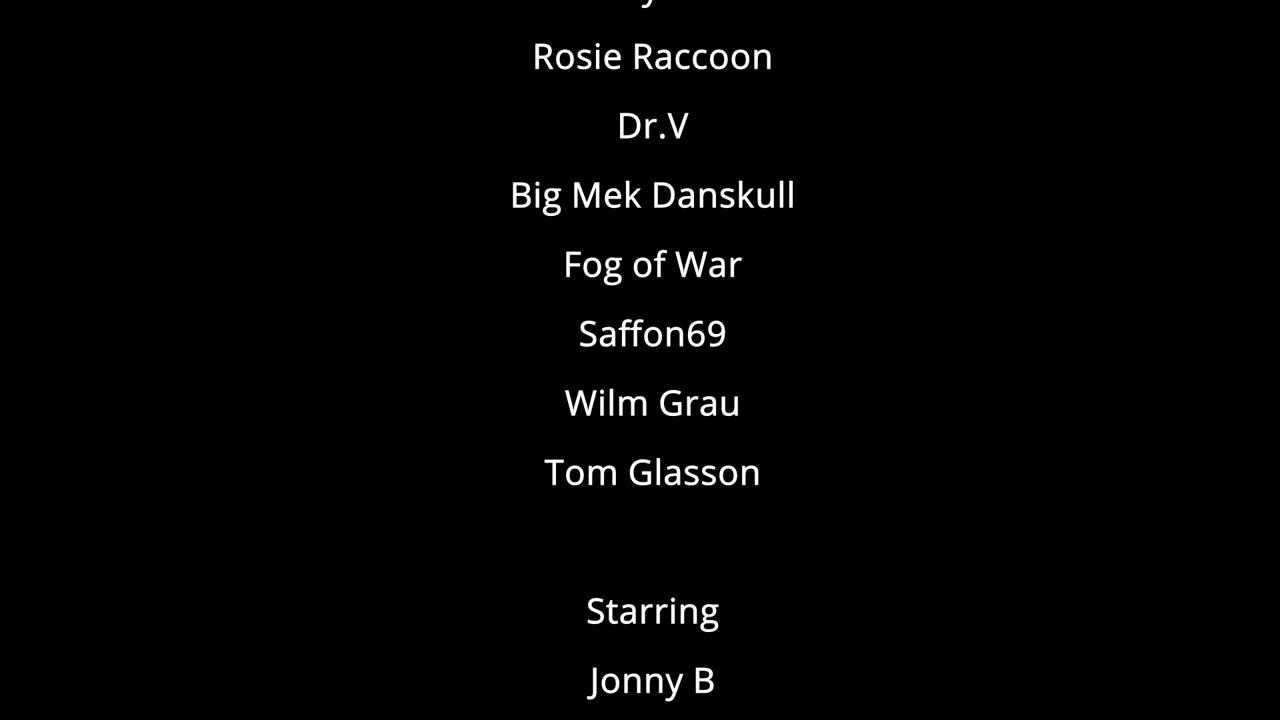 Rosie Raccoon
Dr.V
Big Mek Danskull
Fog of War
Saffon69
Wilm Grau
Tom Glasson
Starring
Jonny B